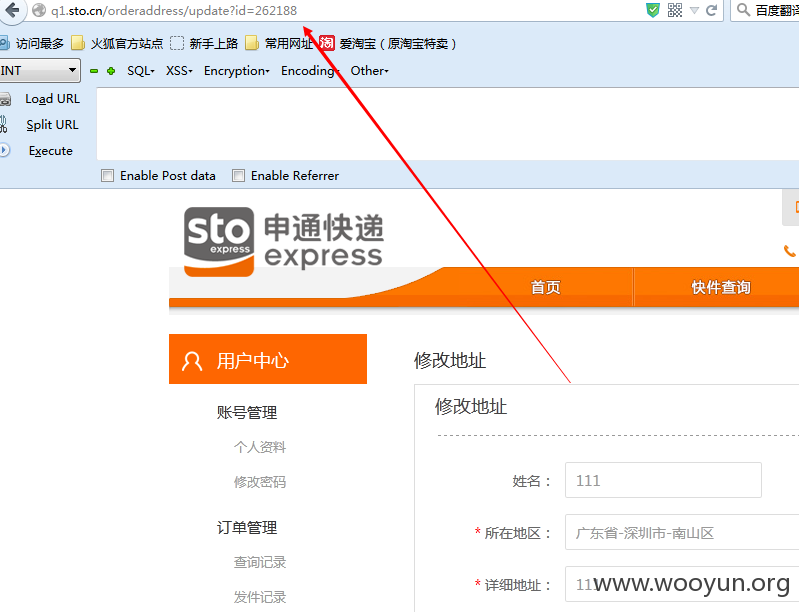 q1.sto.cn/orderaddress/update?id=262188
百度翻译
访问最多 火狐官方站点 新手上路 常用网址 淘 爱淘宝（原淘宝特卖）
INT SQL XSS Encryption Encoding Other
Load URL
Split URL
Execute
Enable Post data Enable Referrer
sto express 申通快递 express
首页 快件查询
用户中心
修改地址
修改地址
账号管理
个人资料
姓名： 111
修改密码
订单管理
* 所在地区： 广东省-深圳市-南山区
查询记录
* 详细地址： 11
发件记录
www.wooyun.org